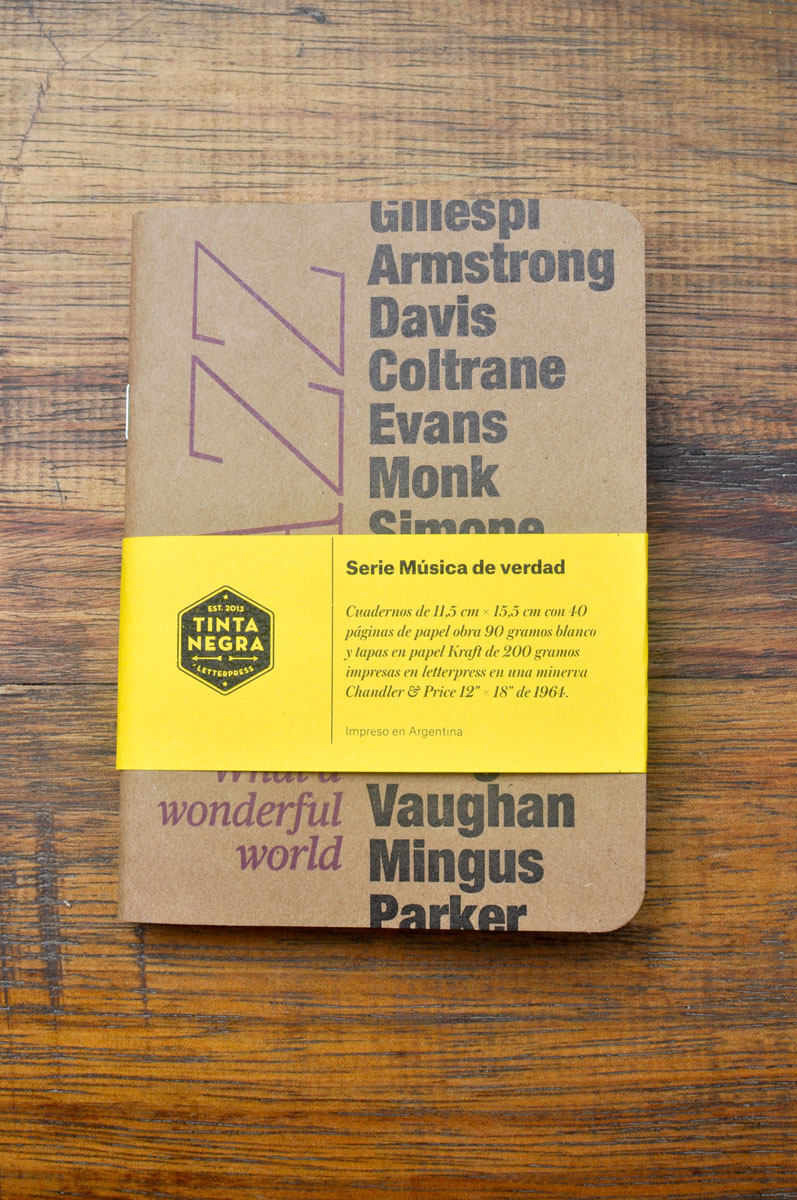 Gillespi
Armstrong
Davis
Coltrane
Evans
Monk
Simone
Vaughan
Mingus
Parker
AZZ
What a
wonderful
world
EST. 2013
TINTA
NEGRA
LETTERPRESS
Serie Música de verdad
Cuadernos de 11,5 cm × 15,5 cm con 40
páginas de papel obra 90 gramos blanco
y tapas en papel Kraft de 200 gramos
impresas en letterpress en una minerva
Chandler & Price 12" × 18" de 1964.
Impreso en Argentina